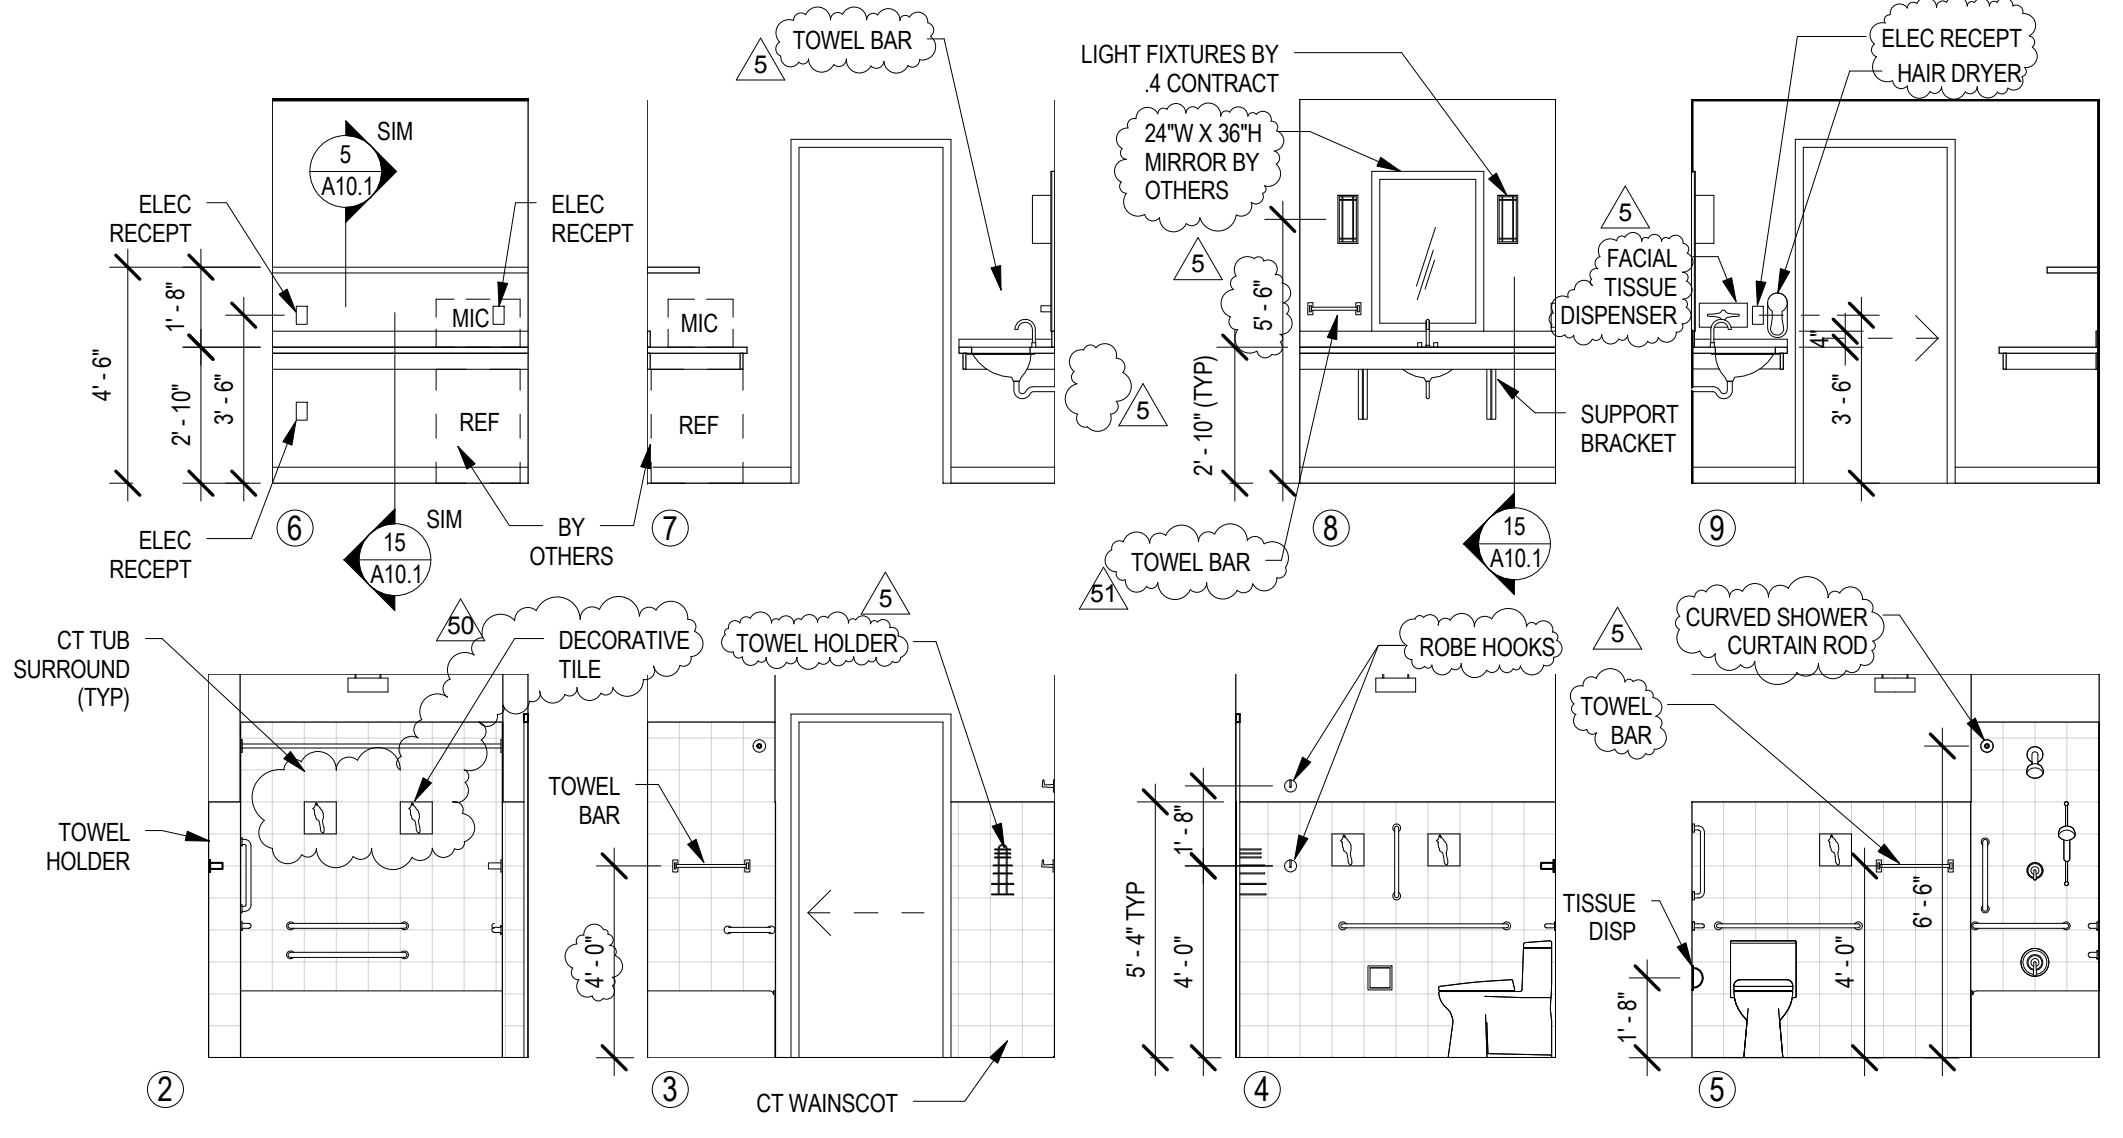 TOWEL BAR
5
SIM
5
A10.1
ELEC
RECEPT
ELEC
RECEPT
MIC
REF
4' - 6"
1' - 8"
2' - 10"
3' - 6"
ELEC
RECEPT
6
SIM
15
A10.1
BY
OTHERS
MIC
REF
7
5
LIGHT FIXTURES BY
.4 CONTRACT
24"W X 36"H
MIRROR BY
OTHERS
5
5' - 6"
2' - 10" (TYP)
SUPPORT
BRACKET
8
15
A10.1
TOWEL BAR
51
ELEC RECEPT
HAIR DRYER
5
FACIAL
TISSUE
DISPENSER
4"
3' - 6"
9
CT TUB
SURROUND
(TYP)
50
DECORATIVE
TILE
TOWEL
HOLDER
2
5
TOWEL HOLDER
TOWEL
BAR
4' - 0"
3
CT WAINSCOT
ROBE HOOKS
1' - 8"
5' - 4" TYP
4' - 0"
4
5
CURVED SHOWER
CURTAIN ROD
TOWEL
BAR
TISSUE
DISP
1' - 8"
4' - 0"
6' - 6"
5